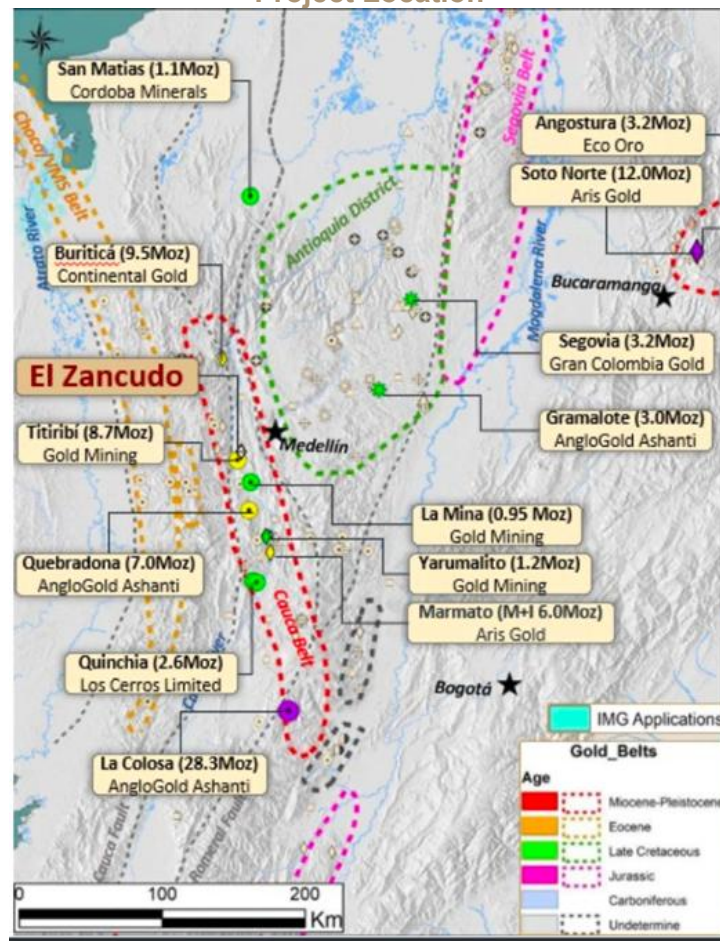 Project Location
San Matias (1.1Moz)
Cordoba Minerals
Choco/VMS Belt
Segovia Belt
Angostura (3.2Moz)
Eco Oro
Soto Norte (12.0Moz)
Aris Gold
Antioquia District
Atrato River
Buriticá (9.5Moz)
Continental Gold
Magdalena River
Bucaramanga
El Zancudo
Segovia (3.2Moz)
Gran Colombia Gold
Titiribí (8.7Moz)
Gold Mining
Medellín
Gramalote (3.0Moz)
AngloGold Ashanti
La Mina (0.95 Moz)
Gold Mining
Quebradona (7.0Moz)
AngloGold Ashanti
Yarumalito (1.2Moz)
Gold Mining
Marmato (M+I 6.0Moz)
Aris Gold
Cauca Belt
Quinchia (2.6Moz)
Los Cerros Limited
Bogotá
La Colosa (28.3Moz)
AngloGold Ashanti
Cauca Fault
Romeral Fault
IMG Applications
Gold_Belts
Age
Miocene-Pleistocene
Eocene
Late Cretaceous
Jurassic
Carboniferous
Undetermine
0 100 200
Km